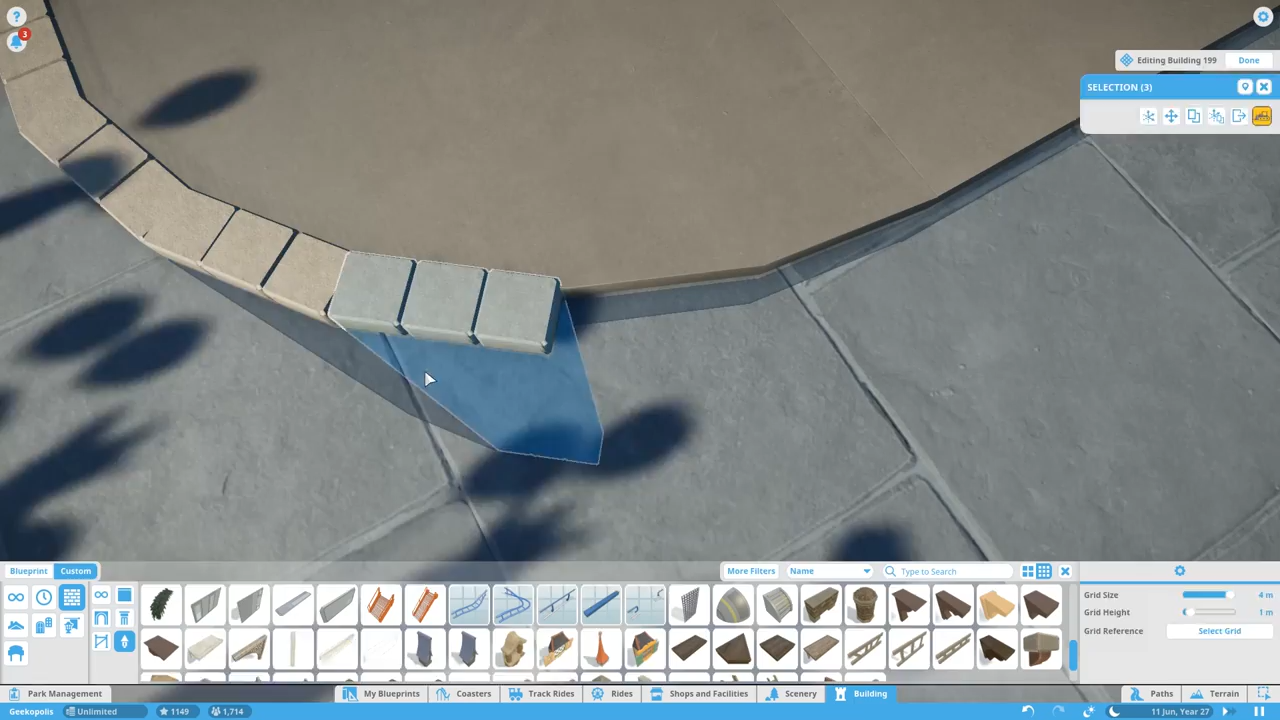 ?
3
Editing Building 199 Done
SELECTION (3)
Blueprint Custom More Filters Name Type to Search
Grid Size 4 m
Grid Height 1 m
Grid Reference Select Grid
Park Management My Blueprints Coasters Track Rides Rides Shops and Facilities Scenery Building Paths Terrain
Geekopolis Unlimited 1149 1,714 11 Jun, Year 27